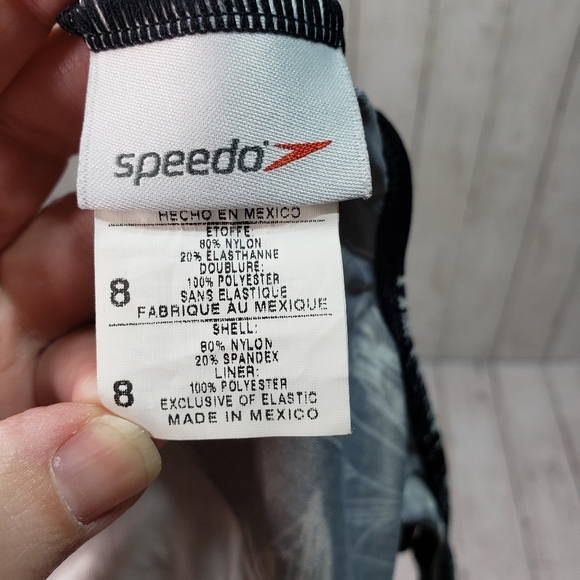 speedo
HECHO EN MEXICO
ETOFFE:
80% NYLON
20% ELASTHANNE
DOUBLURE:
100% POLYESTER
SANS ELASTIQUE
8
FABRIQUE AU MEXIQUE
SHELL:
80% NYLON
20% SPANDEX
LINER:
100% POLYESTER
8
EXCLUSIVE OF ELASTIC
MADE IN MEXICO